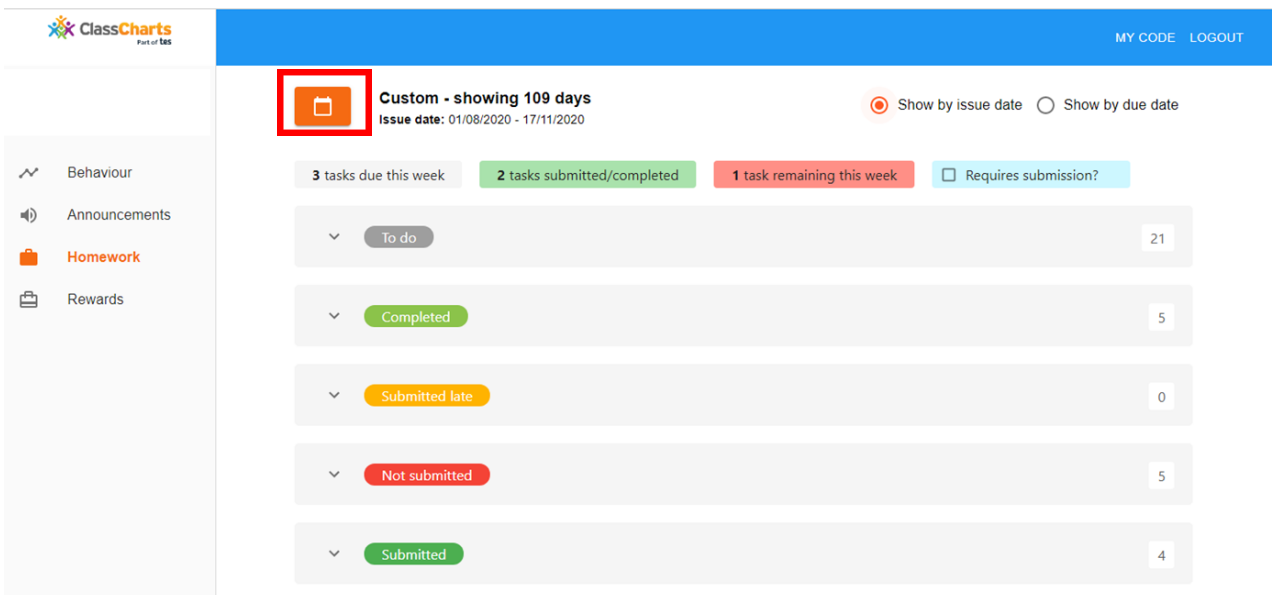 ClassCharts
Part of tes
MY CODE LOGOUT
Custom - showing 109 days
Issue date: 01/08/2020 - 17/11/2020
Show by issue date Show by due date
Behaviour
Announcements
Homework
Rewards
3 tasks due this week
2 tasks submitted/completed
1 task remaining this week
Requires submission?
To do 21
Completed 5
Submitted late 0
Not submitted 5
Submitted 4